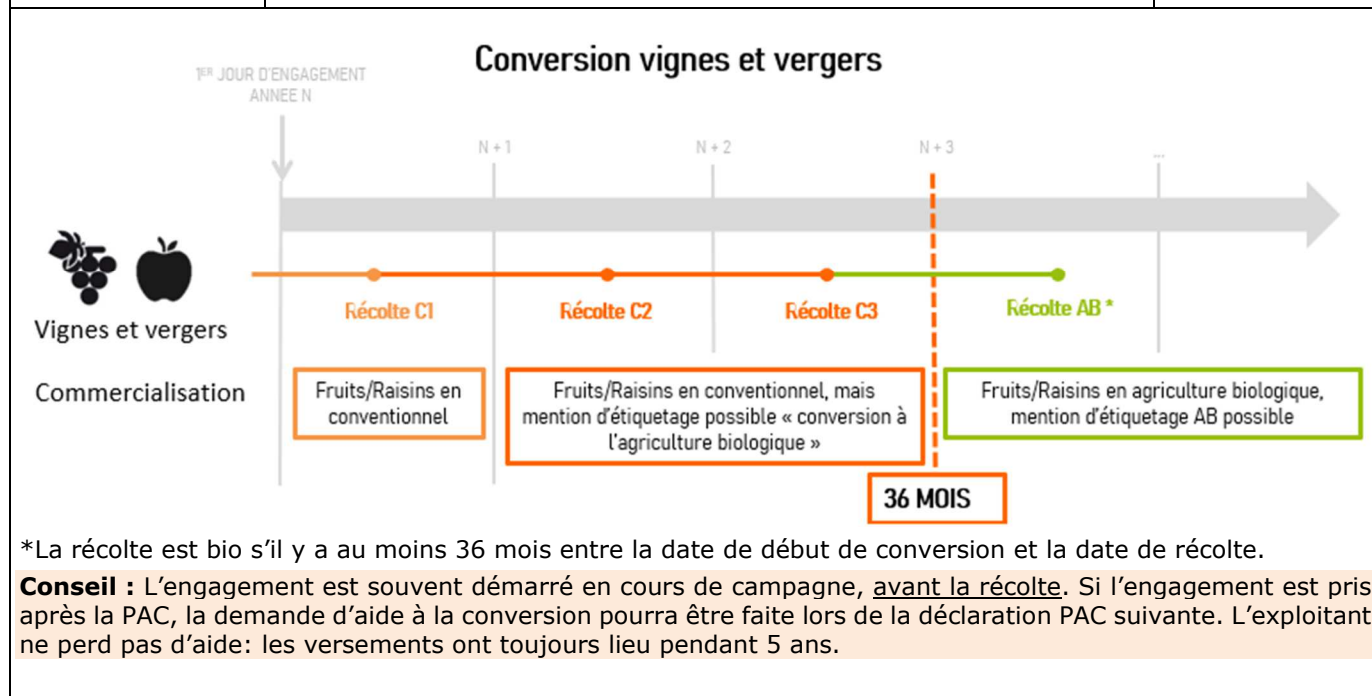 Conversion vignes et vergers
1ER JOUR D'ENGAGEMENT
ANNEE N
N + 1
N + 2
N + 3
...
Récolte C1
Récolte C2
Récolte C3
Récolte AB *
Vignes et vergers
Commercialisation
Fruits/Raisins en
conventionnel
Fruits/Raisins en conventionnel, mais
mention d'étiquetage possible « conversion à
l'agriculture biologique »
Fruits/Raisins en agriculture biologique,
mention d'étiquetage AB possible
36 MOIS
*La récolte est bio s'il y a au moins 36 mois entre la date de début de conversion et la date de récolte.
Conseil : L'engagement est souvent démarré en cours de campagne, avant la récolte. Si l'engagement est pris
après la PAC, la demande d'aide à la conversion pourra être faite lors de la déclaration PAC suivante. L'exploitant
ne perd pas d'aide: les versements ont toujours lieu pendant 5 ans.